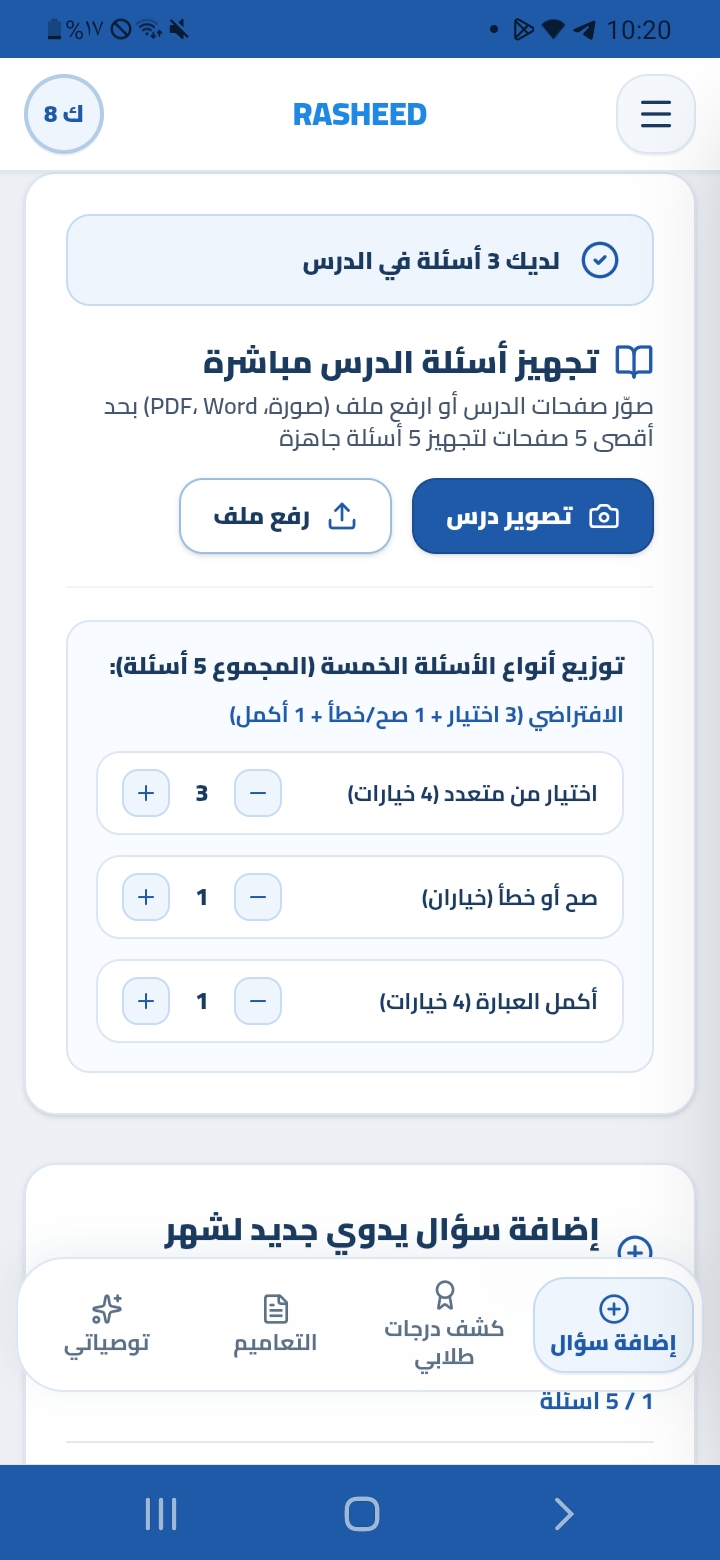 10:20
%١٧
RASHEED
ك 8
لديك 3 أسئلة في الدرس
تجهيز أسئلة الدرس مباشرة
صوّر صفحات الدرس أو ارفع ملف (صورة، PDF، Word) بحد
أقصى 5 صفحات لتجهيز 5 أسئلة جاهزة
تصوير درس
رفع ملف
توزيع أنواع الأسئلة الخمسة (المجموع 5 أسئلة):
الافتراضي (3 اختيار + 1 صح/خطأ + 1 أكمل)
اختيار من متعدد (4 خيارات)
− 3 +
صح أو خطأ (خياران)
− 1 +
أكمل العبارة (4 خيارات)
− 1 +
إضافة سؤال يدوي جديد لشهر
إضافة سؤال
كشف درجات
طلابي
التعاميم
توصياتي
1 / 5 اسئلة